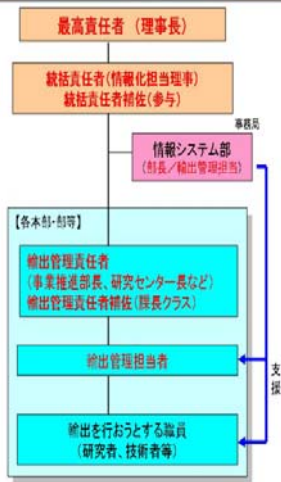 最高責任者（理事長）
統括責任者（情報化担当理事）
統括責任者補佐（参与）
事務局
情報システム部
（部長／輸出管理担当）
【各本部・部等】
輸出管理責任者
（事業推進部長、研究センター長など）
輸出管理責任者補佐（課長クラス）
輸出管理担当者
支援
輸出を行おうとする職員
（研究者、技術者等）